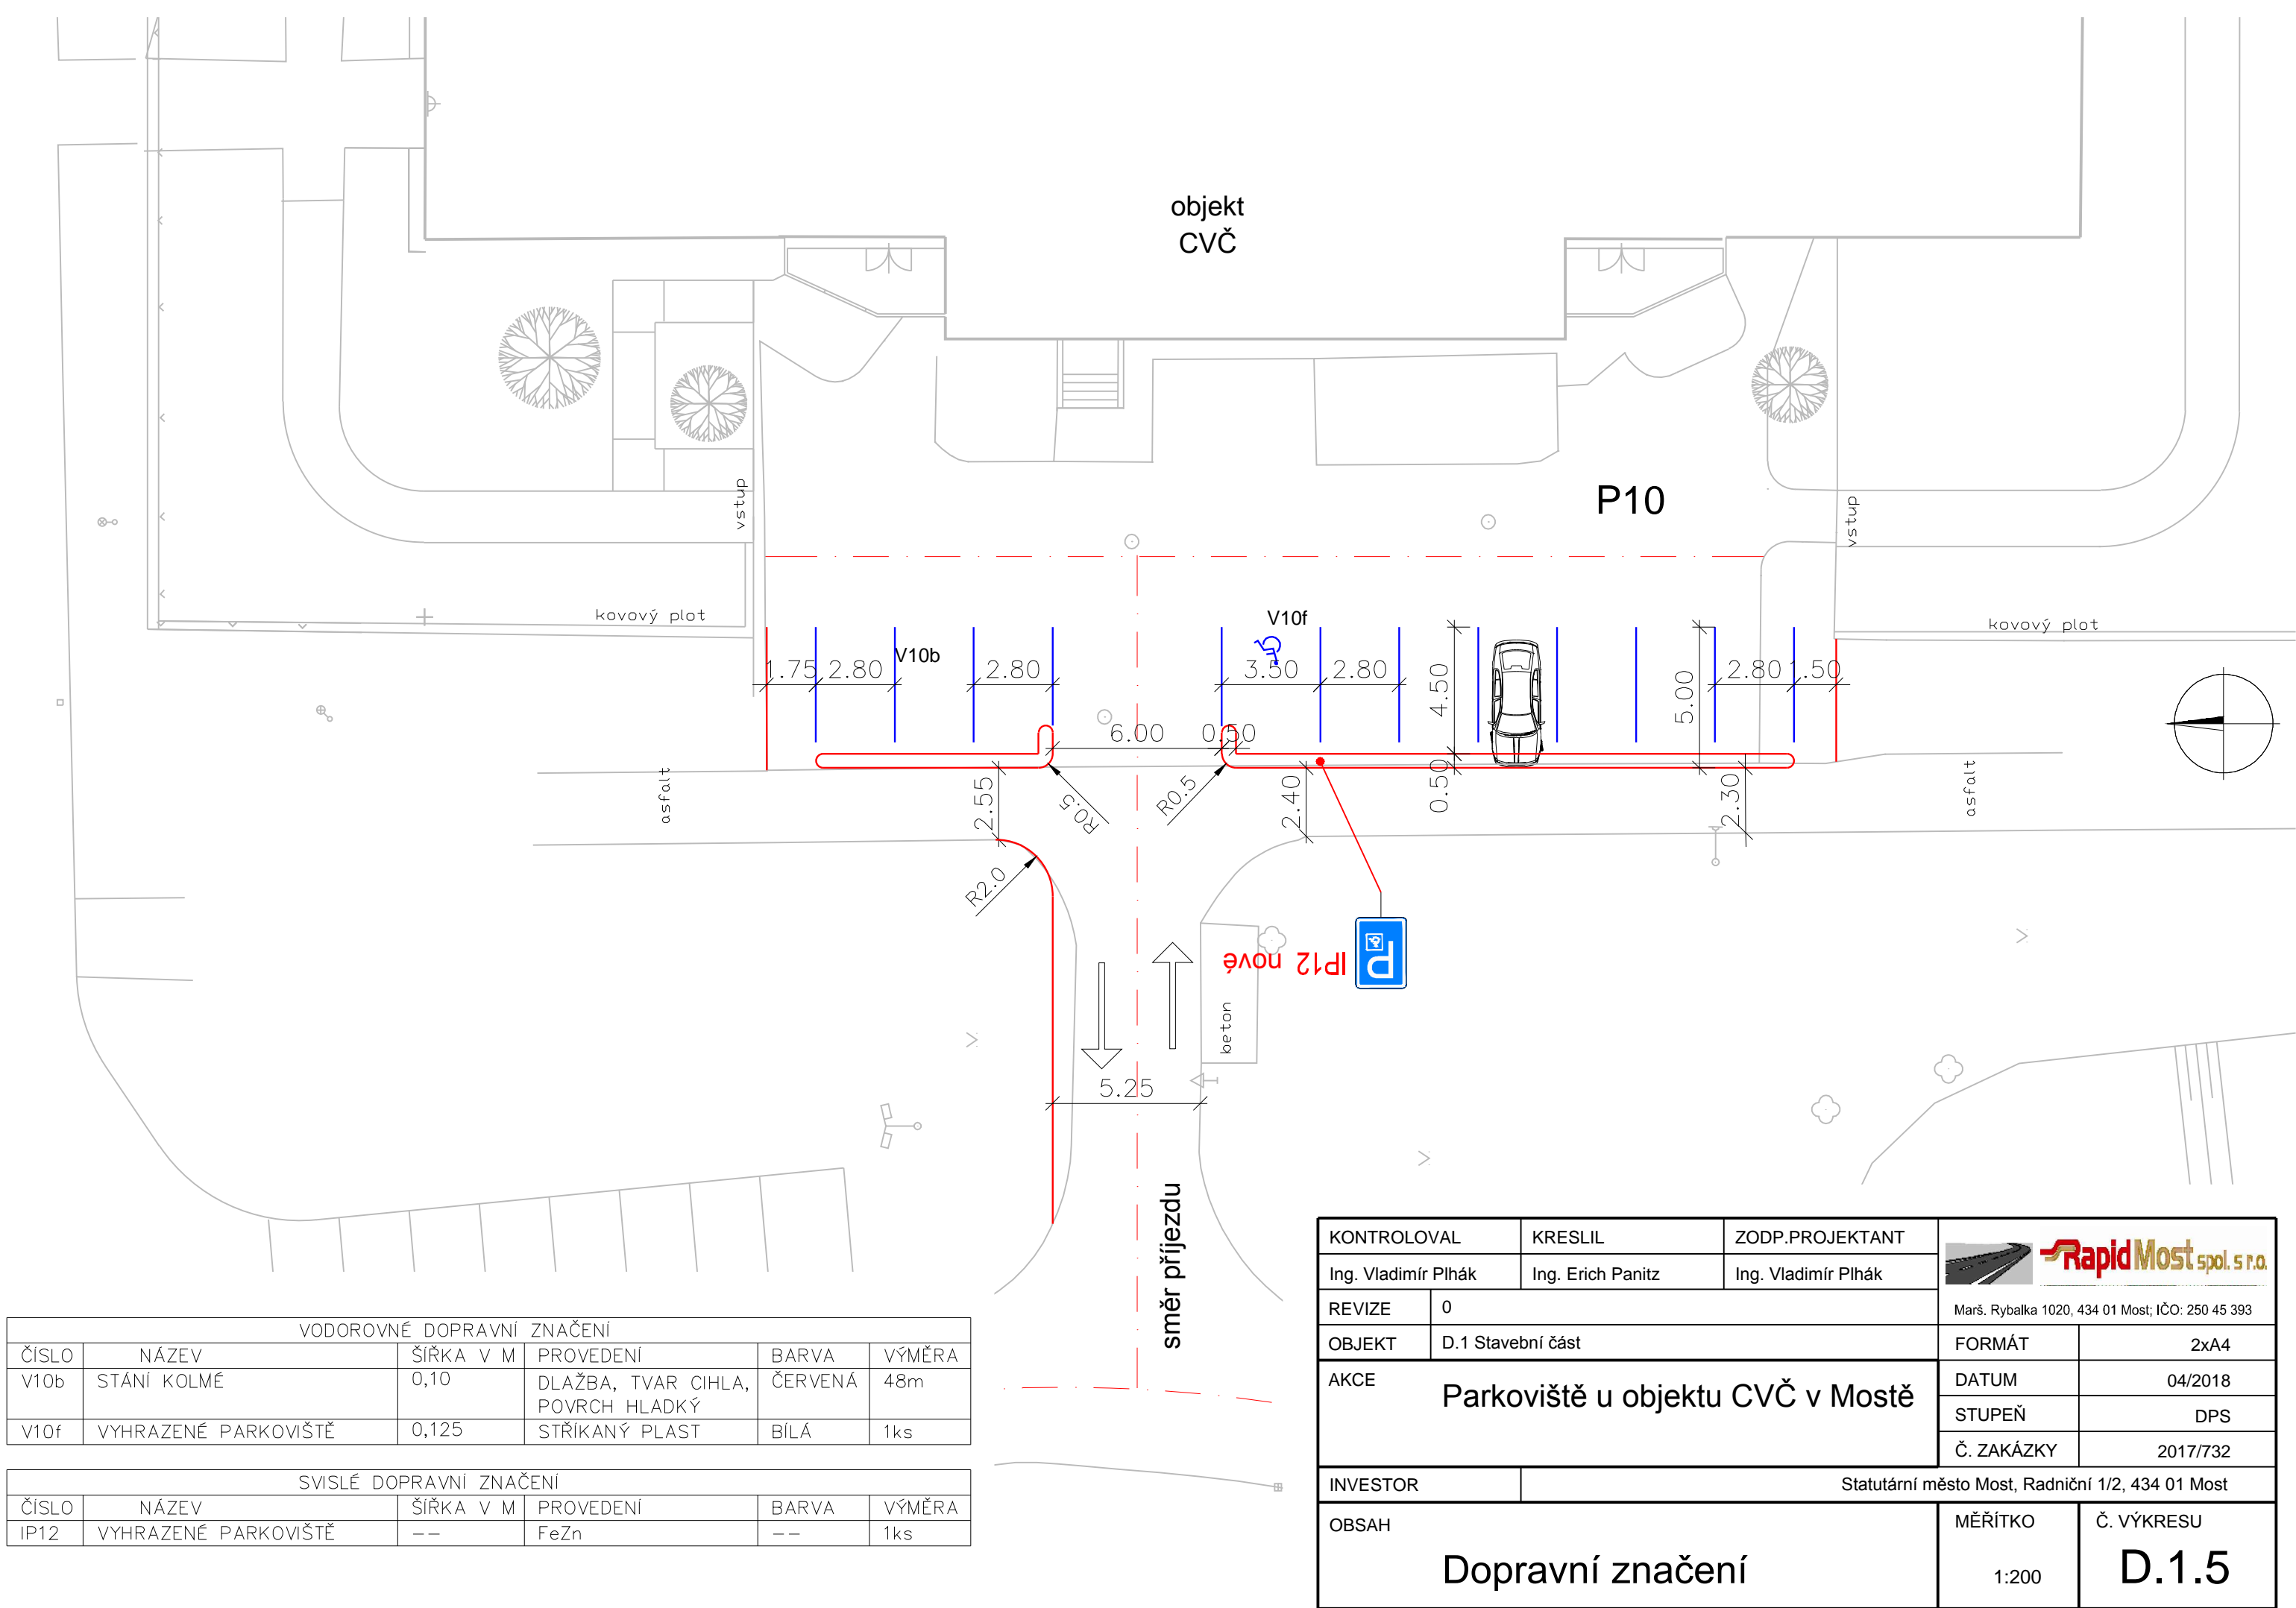 objekt
CVČ
P10
vstup
vstup
kovový plot
kovový plot
V10f
V10b
1.75
2.80
2.80
3.50
2.80
4.50
5.00
2.80
1.50
6.00
0.50
asfalt
asfalt
2.55
R0.5
R0.5
2.40
0.50
2.30
R2.0
P
IP12 nové
beton
5.25
směr příjezdu
VODOROVNÉ DOPRAVNÍ ZNAČENÍ
ČÍSLO NÁZEV ŠÍŘKA V M PROVEDENÍ BARVA VÝMĚRA
V10b STÁNÍ KOLMÉ 0,10 DLAŽBA, TVAR CIHLA, ČERVENÁ 48m
POVRCH HLADKÝ
V10f VYHRAZENÉ PARKOVIŠTĚ 0,125 STŘÍKANÝ PLAST BÍLÁ 1ks
SVISLÉ DOPRAVNÍ ZNAČENÍ
ČÍSLO NÁZEV ŠÍŘKA V M PROVEDENÍ BARVA VÝMĚRA
IP12 VYHRAZENÉ PARKOVIŠTĚ -- FeZn -- 1ks
KONTROLOVAL KRESLIL ZODP.PROJEKTANT
Ing. Vladimír Plhák Ing. Erich Panitz Ing. Vladimír Plhák
RapidMost spol. s r.o.
Marš. Rybalka 1020, 434 01 Most; IČO: 250 45 393
REVIZE 0
OBJEKT D.1 Stavební část
FORMÁT 2xA4
AKCE Parkoviště u objektu CVČ v Mostě
DATUM 04/2018
STUPEŇ DPS
Č. ZAKÁZKY 2017/732
INVESTOR Statutární město Most, Radniční 1/2, 434 01 Most
OBSAH
Dopravní značení
MĚŘÍTKO
1:200
Č. VÝKRESU
D.1.5